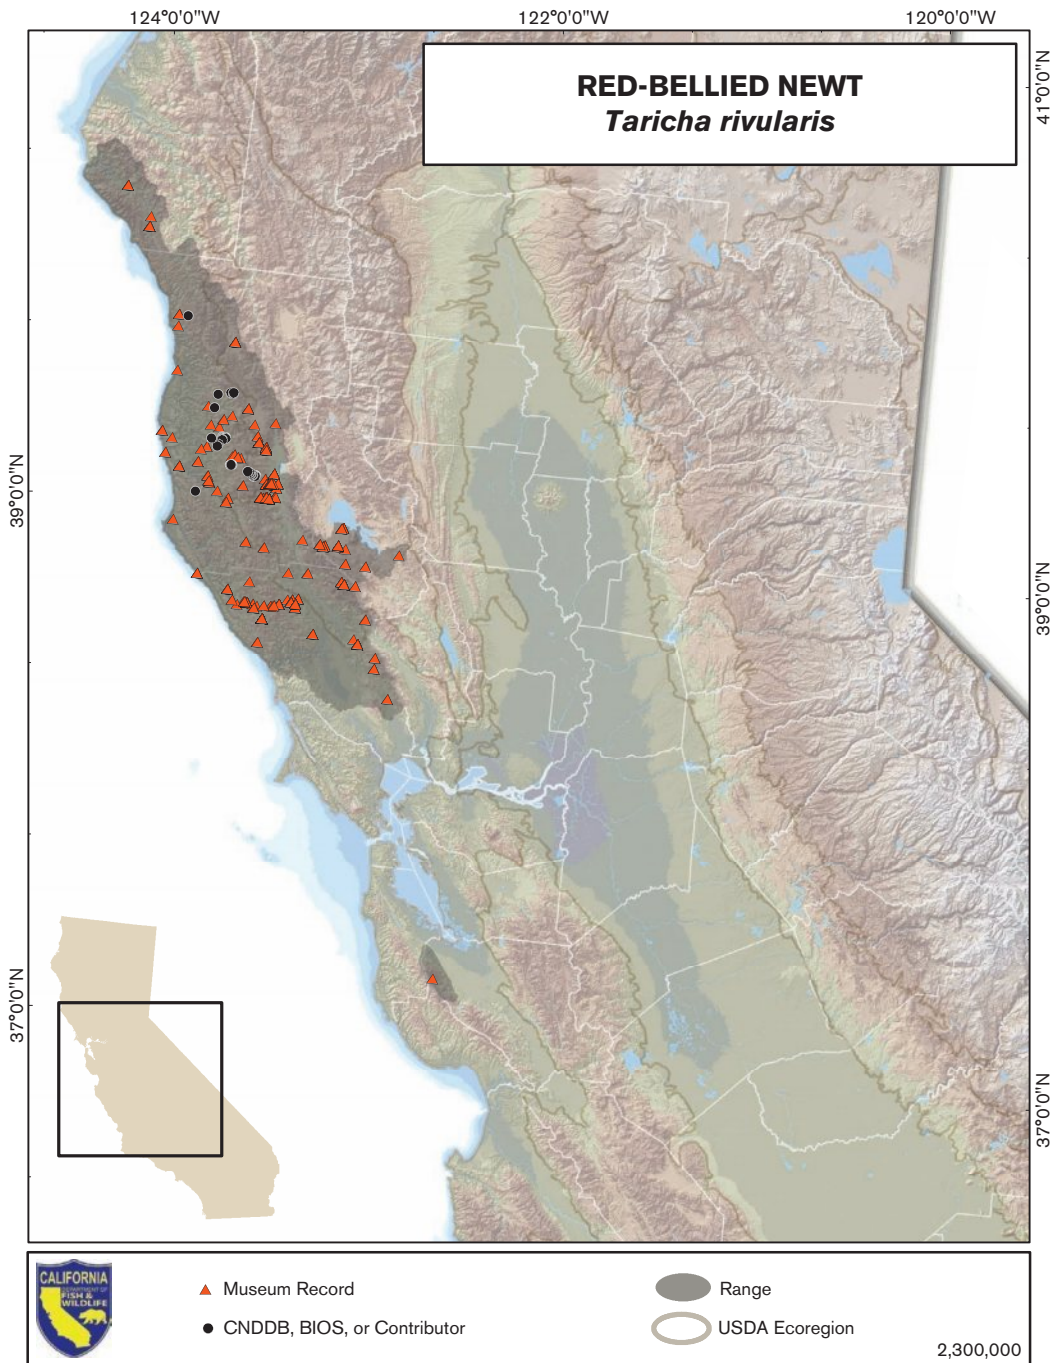 124°0'0"W
122°0'0"W
120°0'0"W
41°0'0"N
RED-BELLIED NEWT
Taricha rivularis
39°0'0"N
39°0'0"N
37°0'0"N
37°0'0"N
CALIFORNIA
DEPARTMENT OF
FISH &
WILDLIFE
Museum Record
Range
CNDDB, BIOS, or Contributor
USDA Ecoregion
2,300,000